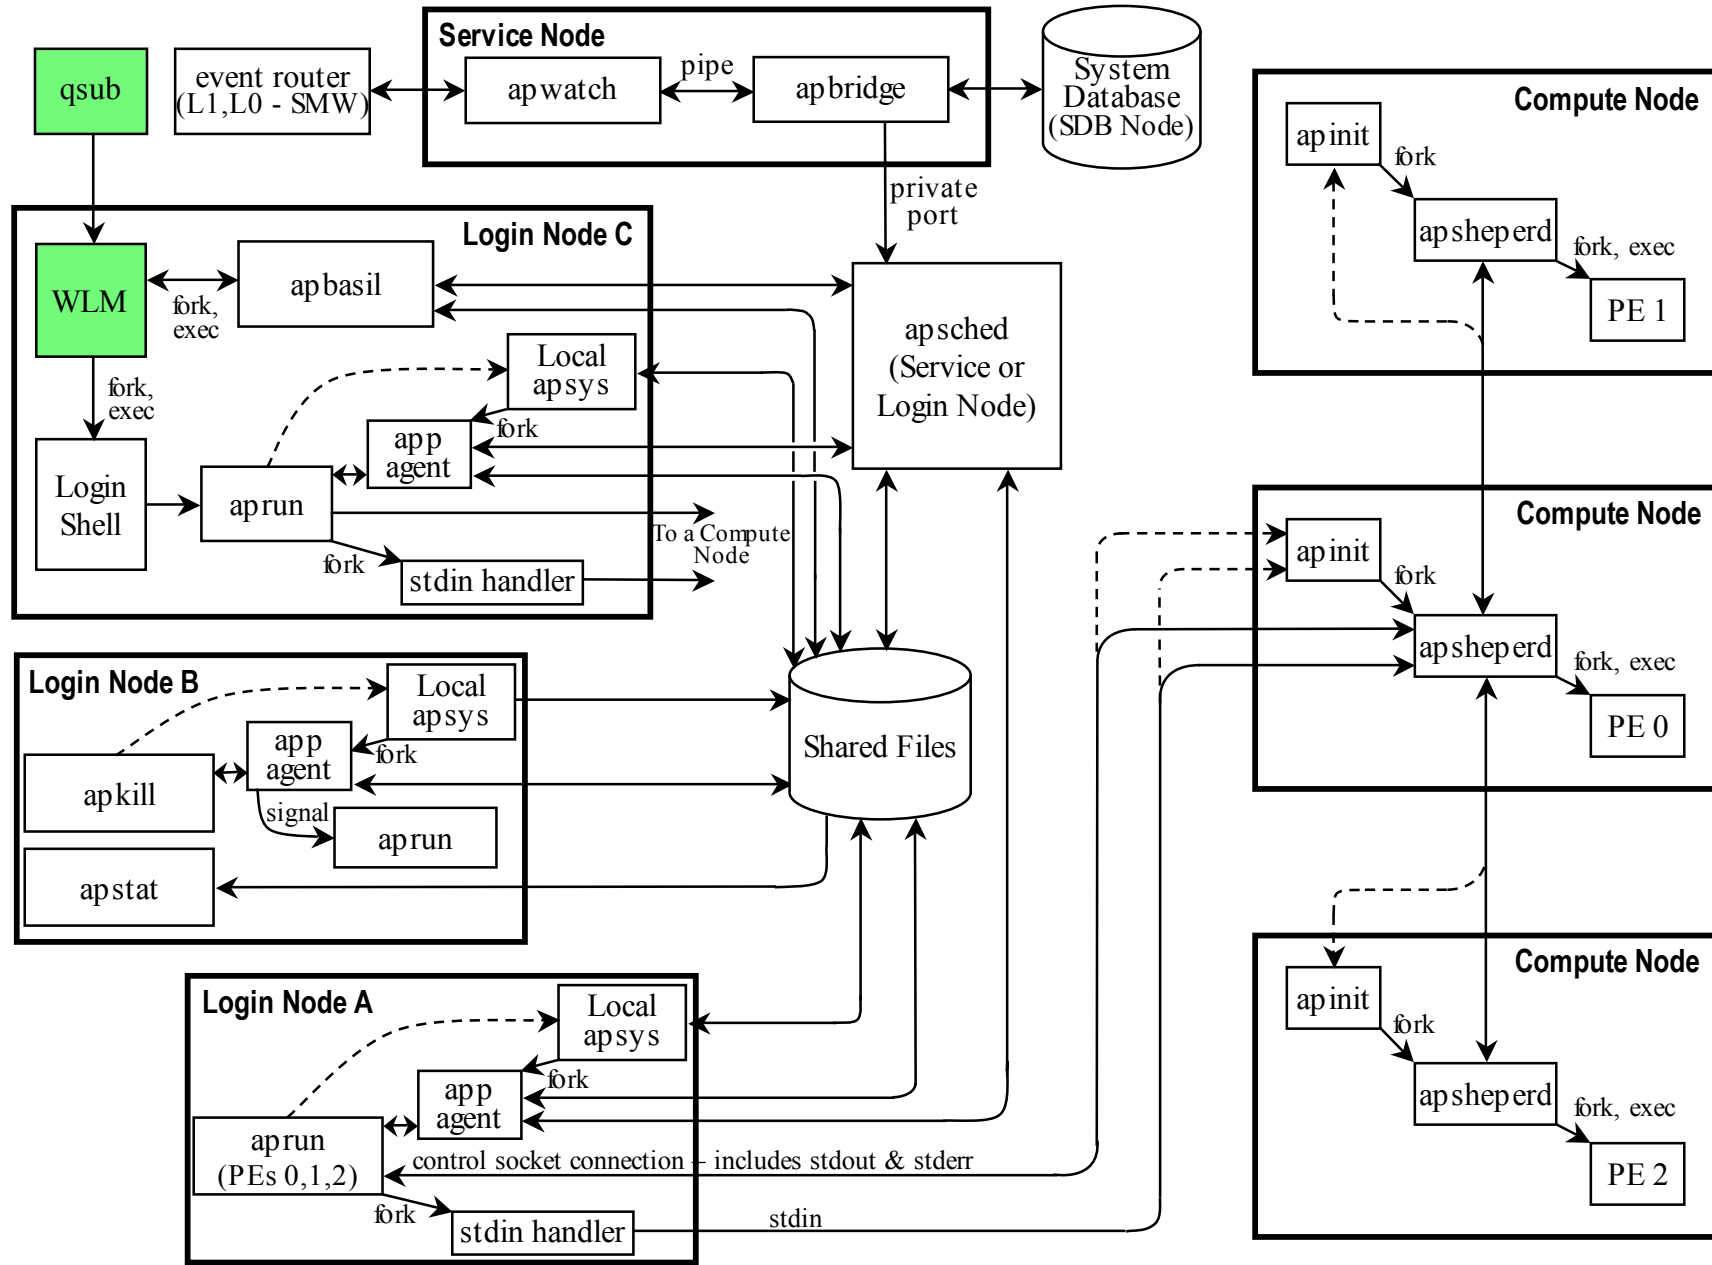 Service Node
qsub
event router
(L1,L0 - SMW)
apwatch
pipe
apbridge
System
Database
(SDB Node)
private
port
Login Node C
WLM
fork,
exec
apbasil
fork,
exec
Local
apsys
fork
app
agent
Login
Shell
aprun
fork
stdin handler
To a Compute
Node
apsched
(Service or
Login Node)
Login Node B
Local
apsys
fork
app
agent
apkill
signal
aprun
apstat
Shared Files
Login Node A
Local
apsys
fork
app
agent
aprun
(PEs 0,1,2)
control socket connection – includes stdout & stderr
fork
stdin handler
stdin
Compute Node
apinit
fork
apsheperd
fork, exec
PE 1
Compute Node
apinit
fork
apsheperd
fork, exec
PE 0
Compute Node
apinit
fork
apsheperd
fork, exec
PE 2